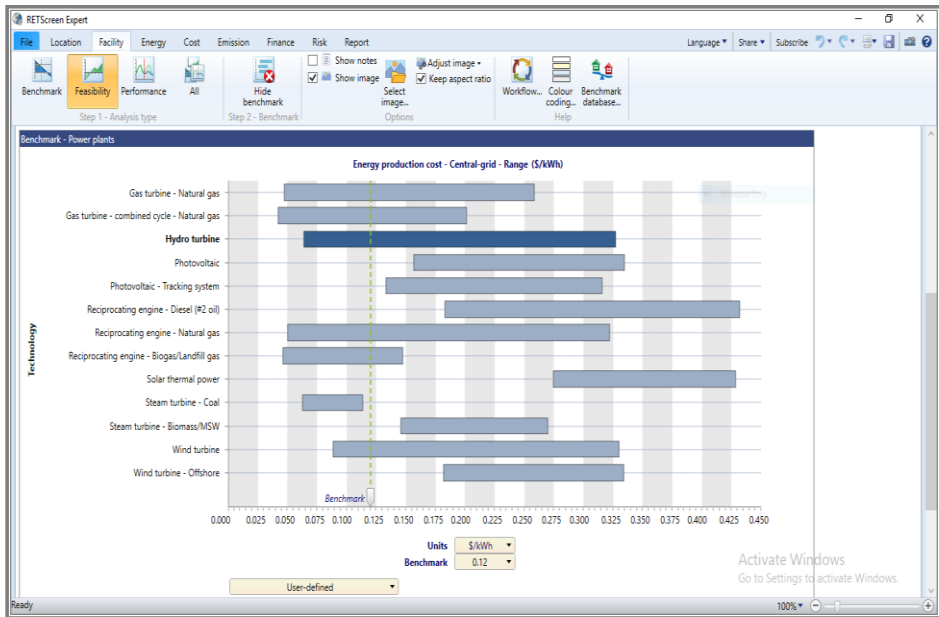 RETScreen Expert
File Location Facility Energy Cost Emission Finance Risk Report Language Share Subscribe
Show notes
Show image
Adjust image
Keep aspect ratio
Benchmark Feasibility Performance All Hide benchmark Select image... Workflow... Colour coding... Benchmark database...
Step 1 - Analysis type Step 2 - Benchmark Options Help
Benchmark - Power plants
Energy production cost - Central-grid - Range ($/kWh)
Gas turbine - Natural gas
Gas turbine - combined cycle - Natural gas
Hydro turbine
Photovoltaic
Photovoltaic - Tracking system
Reciprocating engine - Diesel (#2 oil)
Technology
Reciprocating engine - Natural gas
Reciprocating engine - Biogas/Landfill gas
Solar thermal power
Steam turbine - Coal
Steam turbine - Biomass/MSW
Wind turbine
Wind turbine - Offshore
Benchmark
0.000 0.025 0.050 0.075 0.100 0.125 0.150 0.175 0.200 0.225 0.250 0.275 0.300 0.325 0.350 0.375 0.400 0.425 0.450
Units $/kWh
Benchmark 0.12
Activate Windows
Go to Settings to activate Windows.
User-defined
Ready 100%